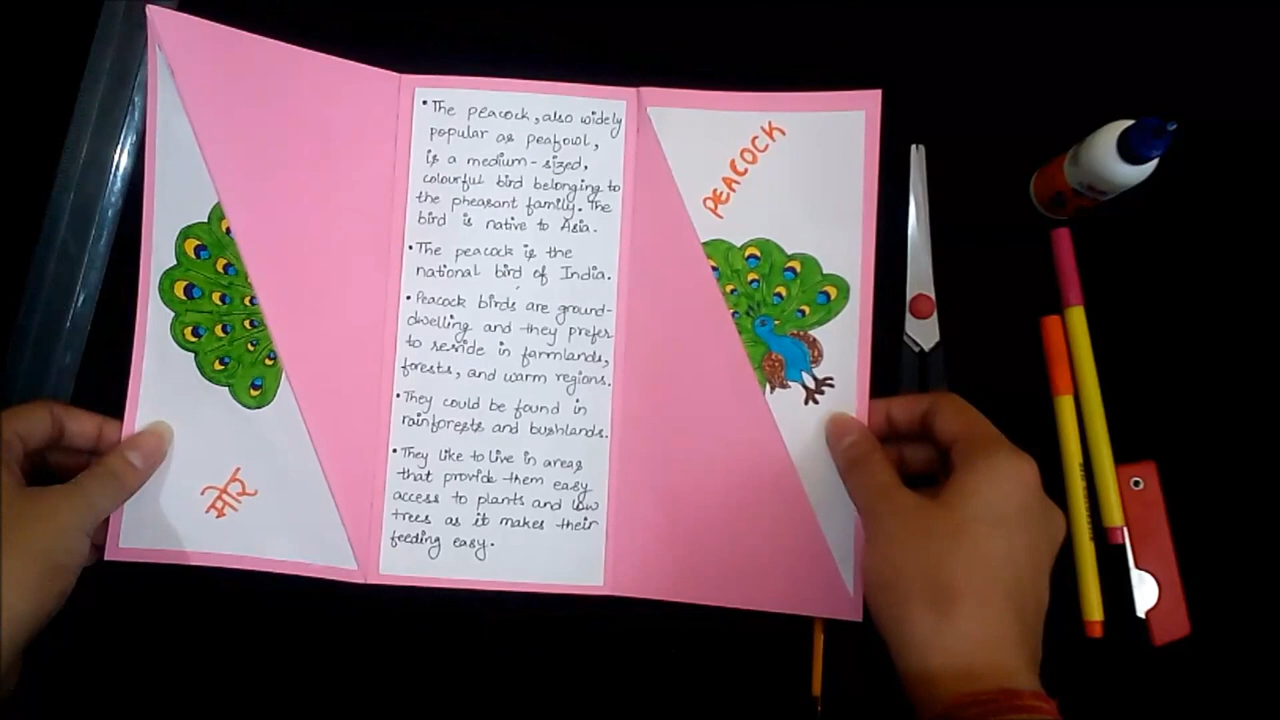 मोर
• The peacock, also widely
popular as peafowl,
is a medium-sized,
colourful bird belonging to
the pheasant family. The
bird is native to Asia.
• The peacock is the
national bird of India.
• Peacock birds are ground-
dwelling and they prefer
to reside in farmlands,
forests, and warm regions.
• They could be found in
rainforests and bushlands.
• They like to live in areas
that provide them easy
access to plants and low
trees as it makes their
feeding easy.
PEACOCK